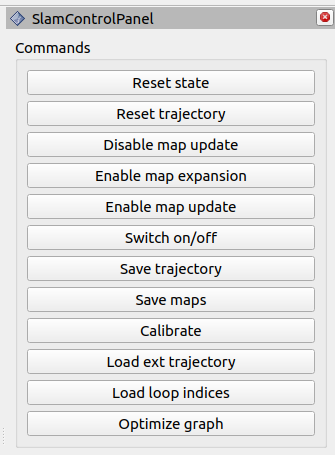 SlamControlPanel
Commands
Reset state
Reset trajectory
Disable map update
Enable map expansion
Enable map update
Switch on/off
Save trajectory
Save maps
Calibrate
Load ext trajectory
Load loop indices
Optimize graph